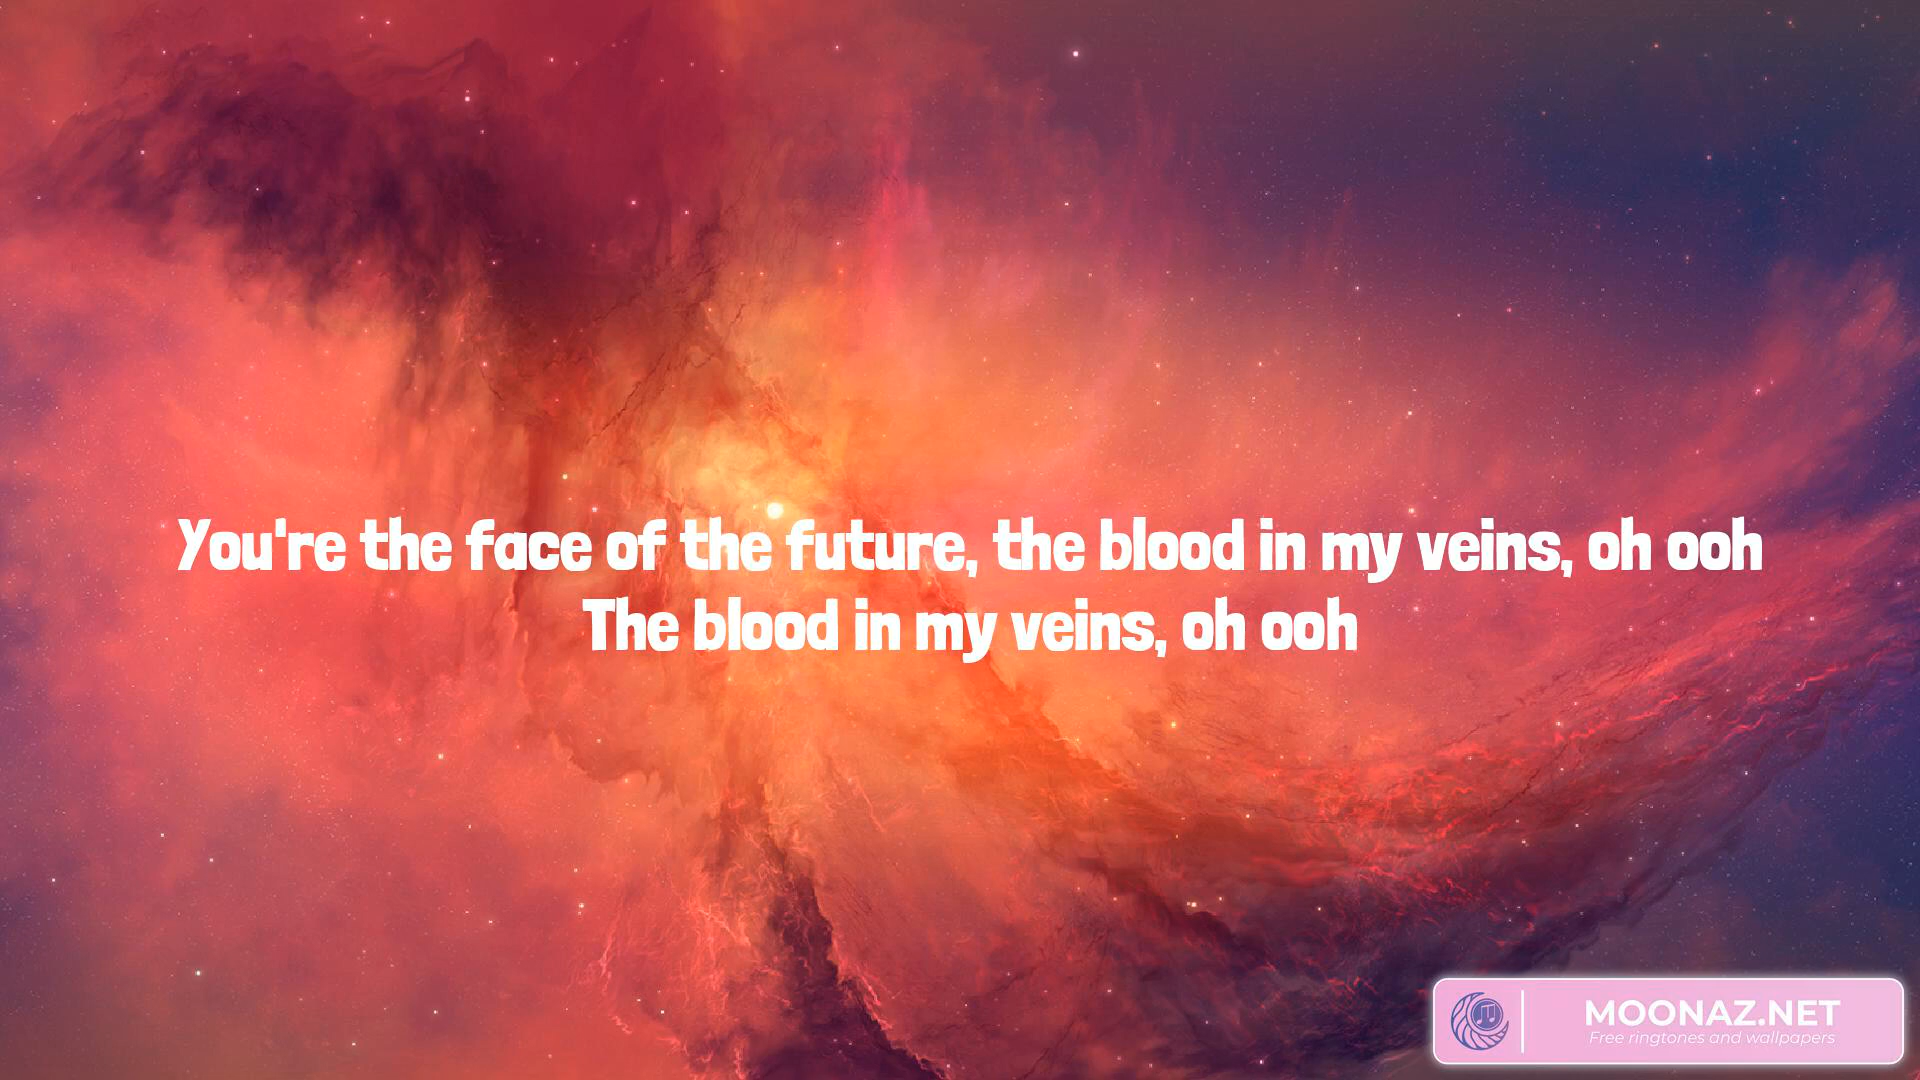 You're the face of the future, the blood in my veins, oh ooh
The blood in my veins, oh ooh
MOONAZ.NET
Free ringtones and wallpapers